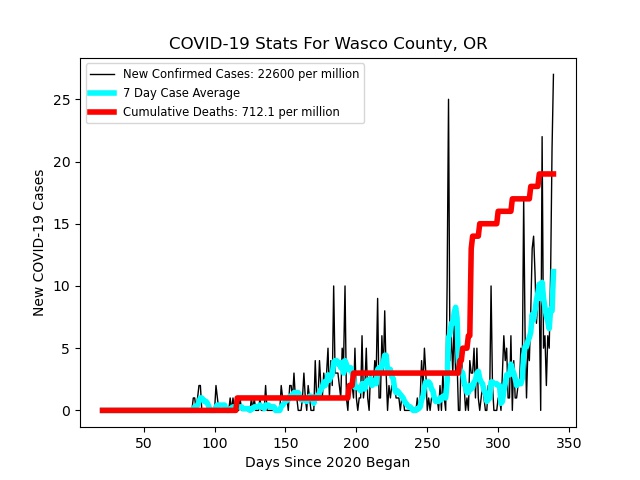 COVID-19 Stats For Wasco County, OR
New Confirmed Cases: 22600 per million
7 Day Case Average
Cumulative Deaths: 712.1 per million
New COVID-19 Cases
25
20
15
10
5
0
50 100 150 200 250 300 350
Days Since 2020 Began